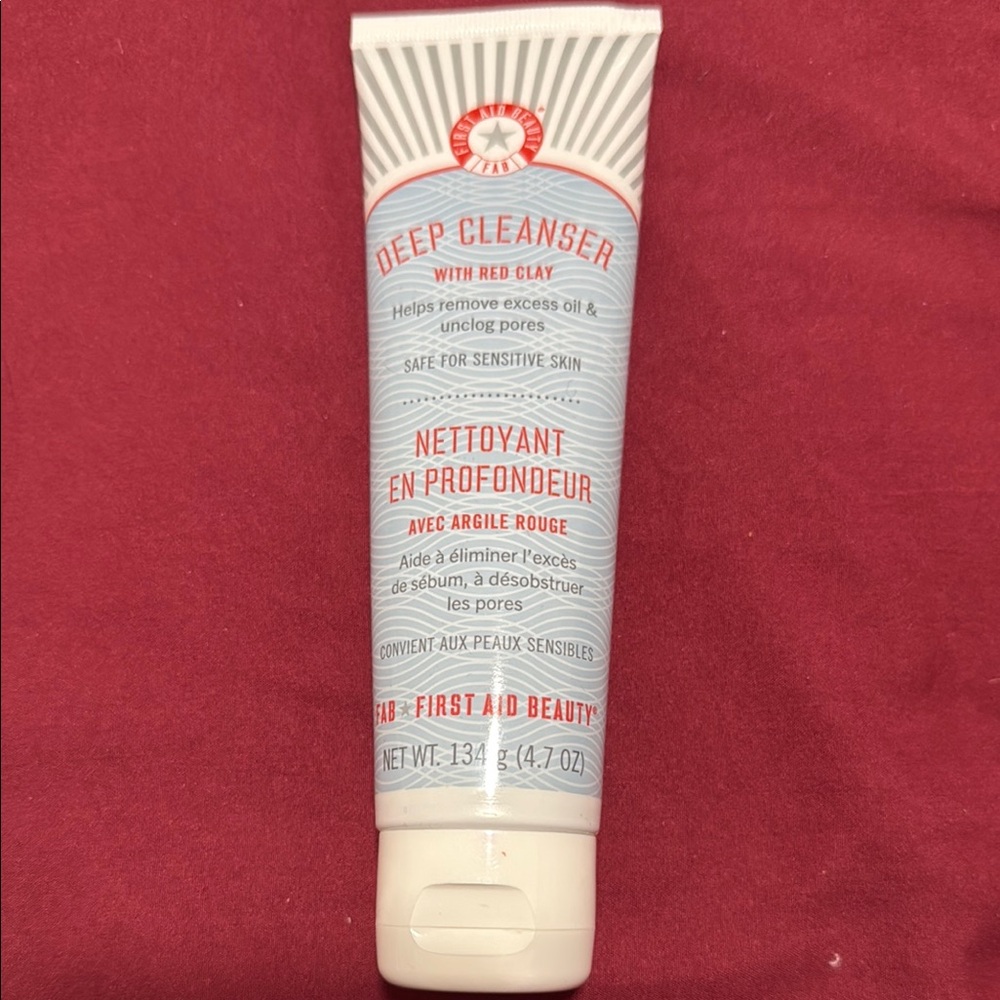 FIRST AID BEAUTY®
FAB
DEEP CLEANSER
WITH RED CLAY
Helps remove excess oil &
unclog pores
SAFE FOR SENSITIVE SKIN
NETTOYANT
EN PROFONDEUR
AVEC ARGILE ROUGE
Aide à éliminer l'excès
de sébum, à désobstruer
les pores
CONVIENT AUX PEAUX SENSIBLES
FAB ★ FIRST AID BEAUTY®
NET WT. 134 g (4.7 OZ)